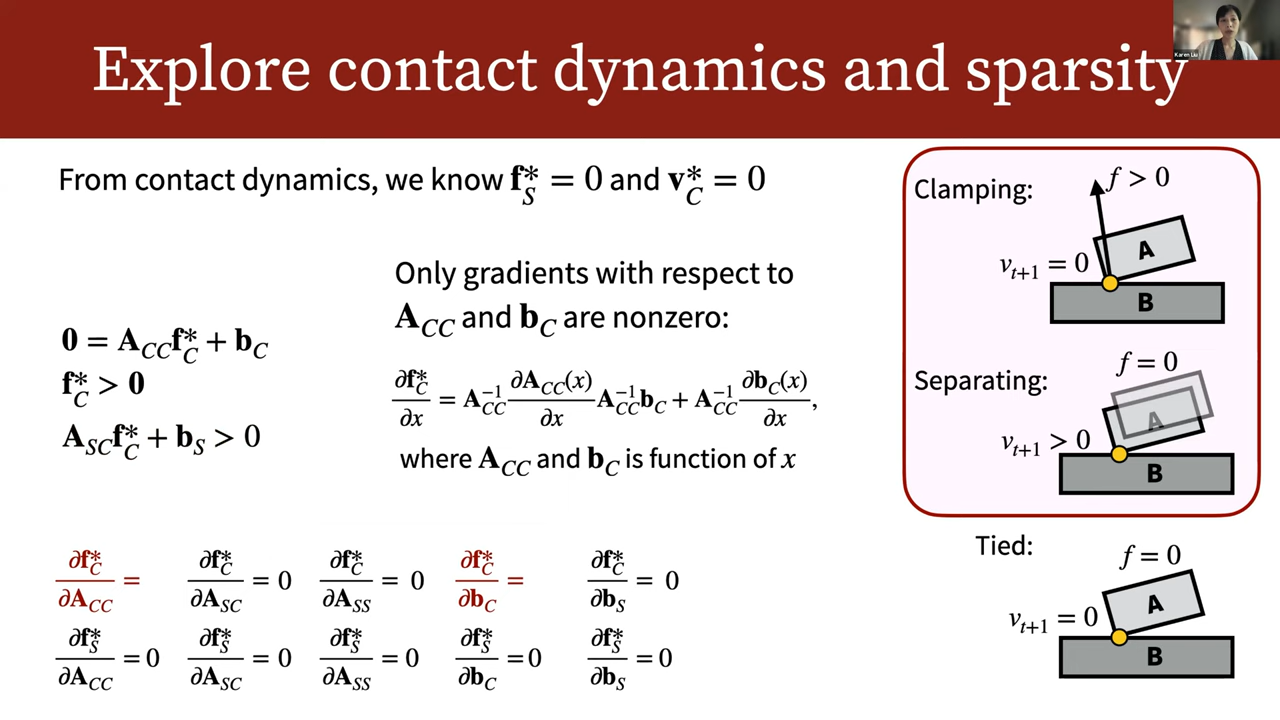 Explore contact dynamics and sparsity
Karen Liu
From contact dynamics, we know f*_S = 0 and v*_C = 0
0 = A_CC f*_C + b_C
f*_C > 0
A_SC f*_C + b_S > 0
Only gradients with respect to
A_CC and b_C are nonzero:
∂f*_C/∂x = A_CC^{-1} ∂A_CC(x)/∂x A_CC^{-1} b_C + A_CC^{-1} ∂b_C(x)/∂x,
where A_CC and b_C is function of x
∂f*_C/∂A_CC = ∂f*_C/∂A_SC = 0 ∂f*_C/∂A_SS = 0 ∂f*_C/∂b_C = ∂f*_C/∂b_S = 0
∂f*_S/∂A_CC = 0 ∂f*_S/∂A_SC = 0 ∂f*_S/∂A_SS = 0 ∂f*_S/∂b_C = 0 ∂f*_S/∂b_S = 0
Clamping:
f > 0
v_{t+1} = 0
A
B
Separating:
f = 0
v_{t+1} > 0
A
B
Tied:
f = 0
v_{t+1} = 0
A
B